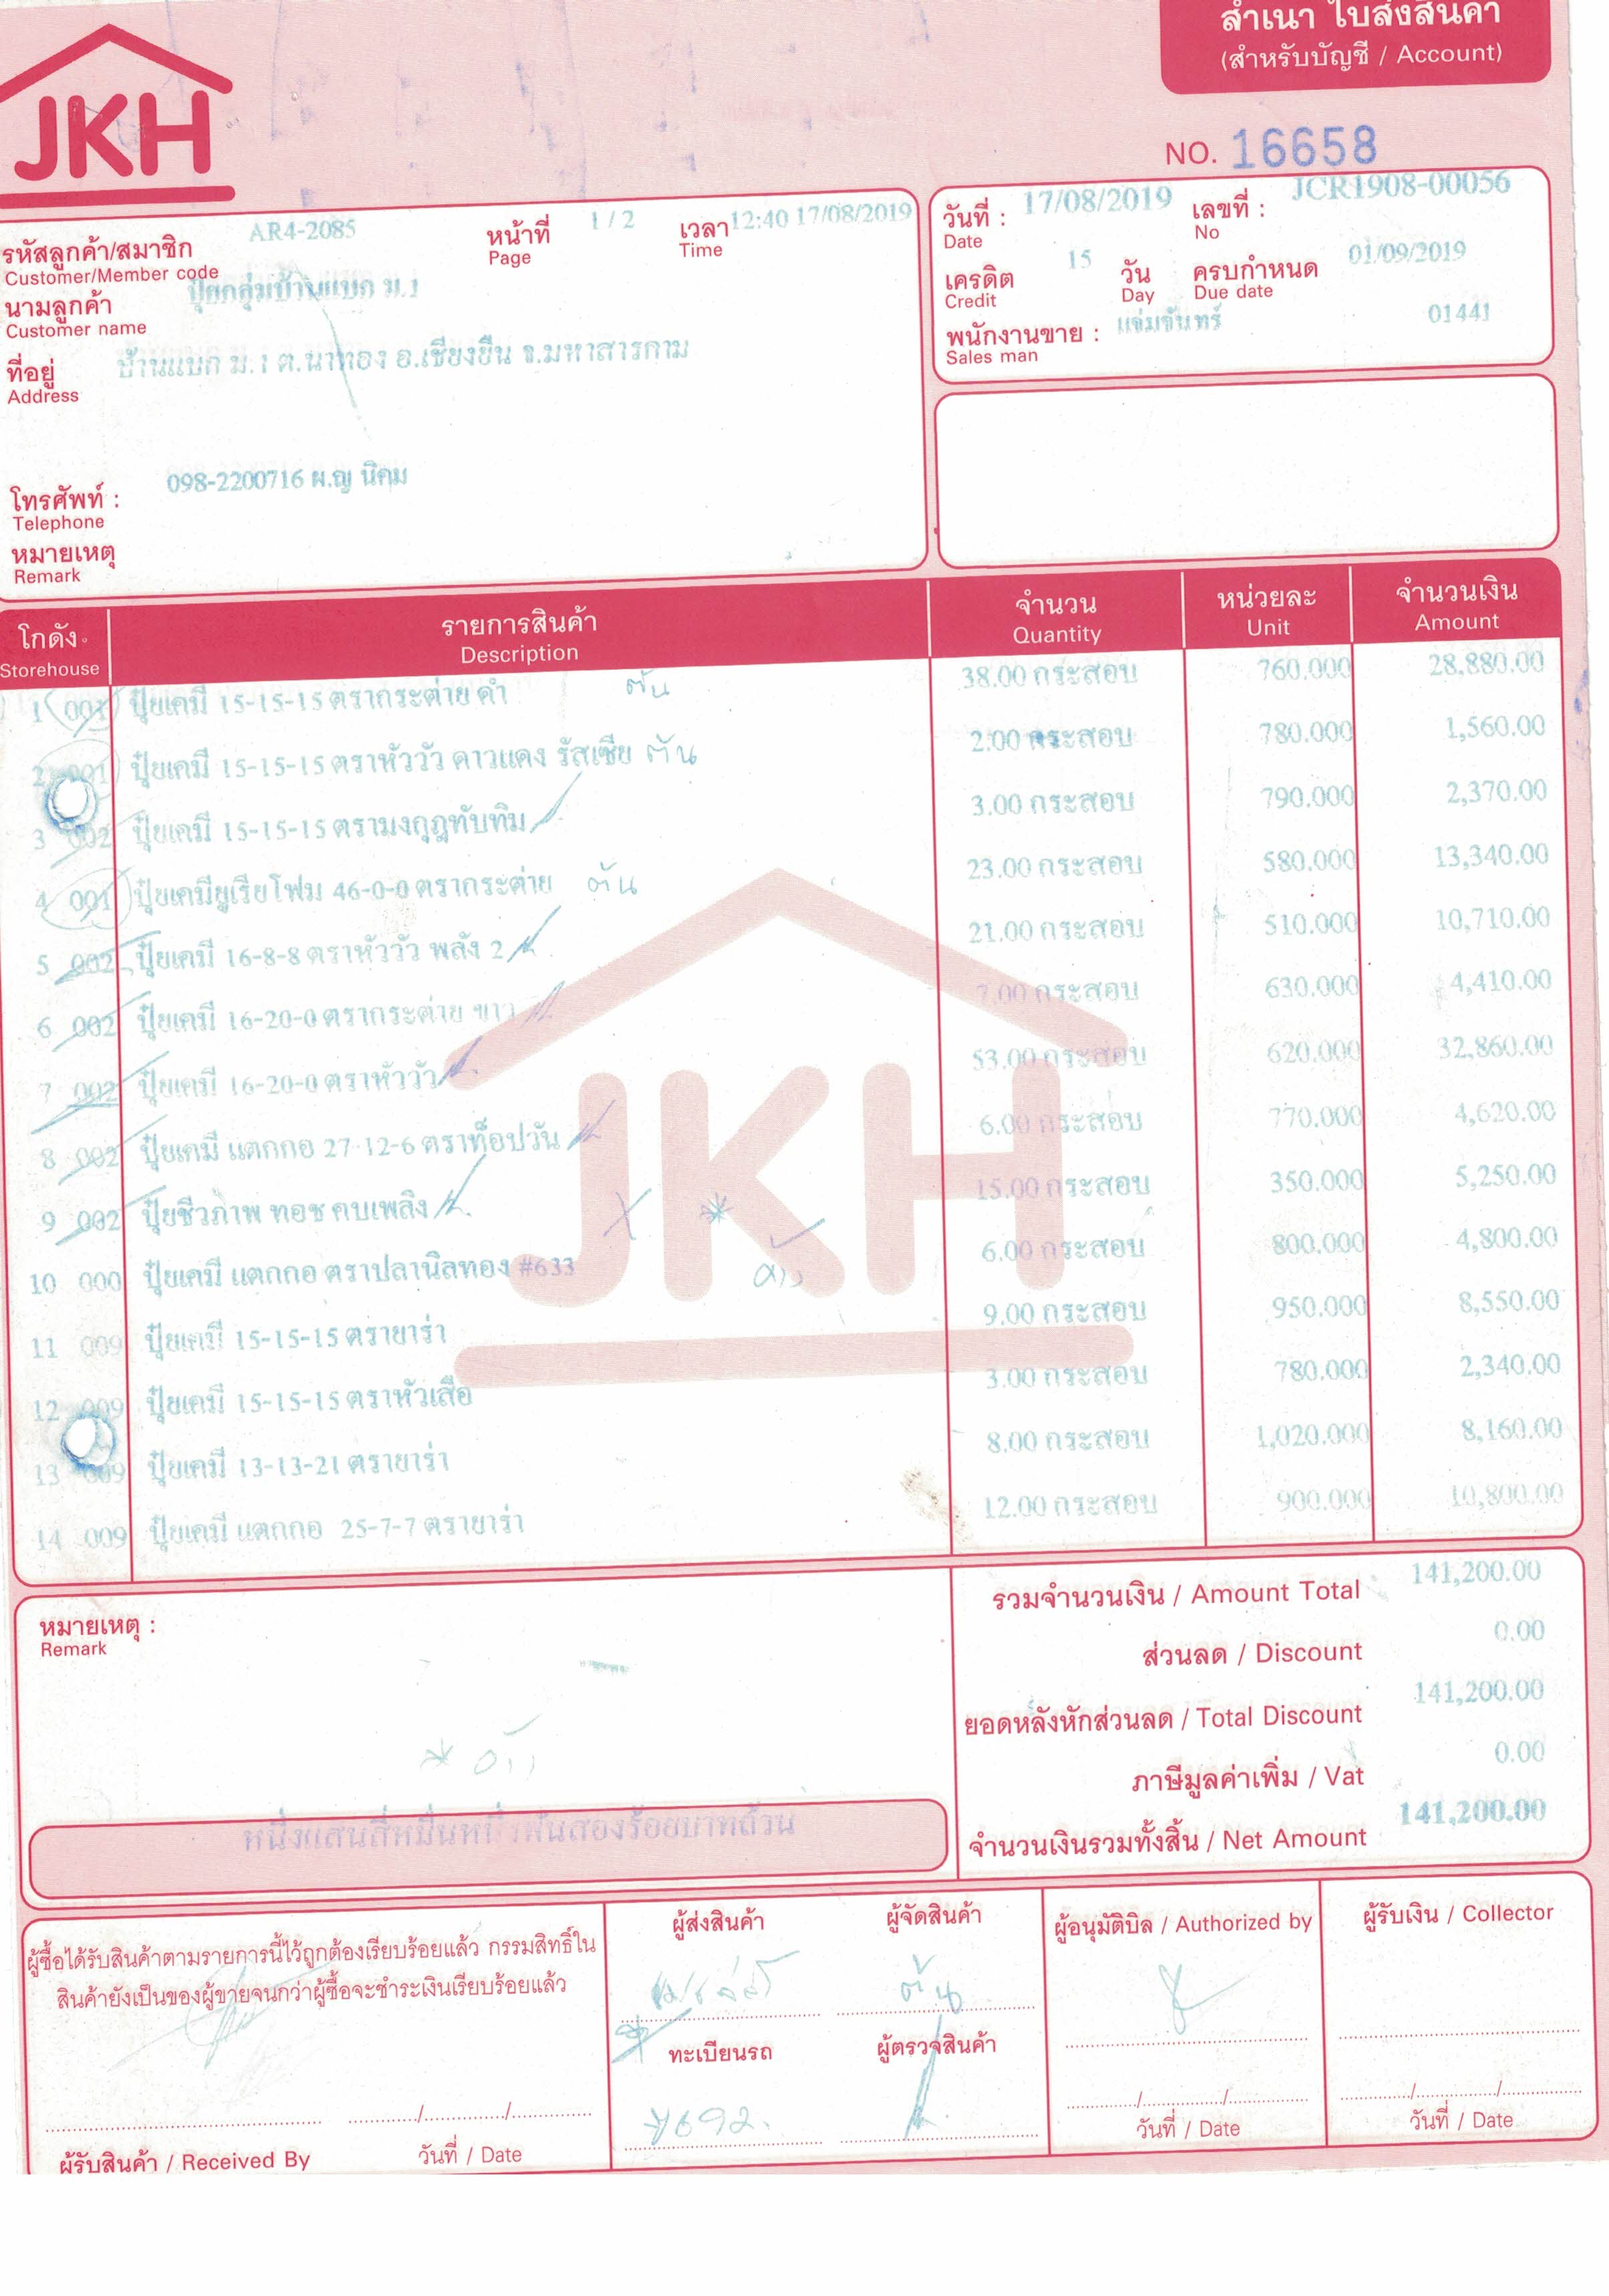 สำเนา ใบส่งสินค้า
(สำหรับบัญชี / Account)
JKH
NO. 16658
รหัสลูกค้า/สมาชิก AR4-2085 หน้าที่ 1 / 2 เวลา 12:40 17/08/2019
Customer/Member code Page Time
นามลูกค้า ปุ๋ยกลุ่มบ้านแบก ม.1
Customer name
ที่อยู่ บ้านแบก ม.1 ต.นาทอง อ.เชียงยืน จ.มหาสารคาม
Address
โทรศัพท์ : 098-2200716 ผ.ญ นิคม
Telephone
หมายเหตุ
Remark
วันที่ : 17/08/2019 เลขที่ : JCR1908-00056
Date No
เครดิต 15 วัน ครบกำหนด 01/09/2019
Credit Day Due date
พนักงานขาย : แจ่มจันทร์ 01441
Sales man
โกดัง รายการสินค้า จำนวน หน่วยละ จำนวนเงิน
Storehouse Description Quantity Unit Amount
1 001 ปุ๋ยเคมี 15-15-15 ตรากระต่าย ดำ ต้น 38.00 กระสอบ 760.000 28,880.00
2 001 ปุ๋ยเคมี 15-15-15 ตราหัววัว ดาวแดง รัสเซีย ต้น 2.00 กระสอบ 780.000 1,560.00
3 002 ปุ๋ยเคมี 15-15-15 ตรามงกุฎทับทิม 3.00 กระสอบ 790.000 2,370.00
4 001 ปุ๋ยเคมียูเรียโฟม 46-0-0 ตรากระต่าย ต้น 23.00 กระสอบ 580.000 13,340.00
5 002 ปุ๋ยเคมี 16-8-8 ตราหัววัว พลัง 2 21.00 กระสอบ 510.000 10,710.00
6 002 ปุ๋ยเคมี 16-20-0 ตรากระต่าย ขาว 7.00 กระสอบ 630.000 4,410.00
7 002 ปุ๋ยเคมี 16-20-0 ตราหัววัว 53.00 กระสอบ 620.000 32,860.00
8 002 ปุ๋ยเคมี แตกกอ 27-12-6 ตราท็อปวัน 6.00 กระสอบ 770.000 4,620.00
9 002 ปุ๋ยชีวภาพ ทอช คบเพลิง 15.00 กระสอบ 350.000 5,250.00
10 000 ปุ๋ยเคมี แตกกอ ตราปลานิลทอง #633 6.00 กระสอบ 800.000 4,800.00
11 009 ปุ๋ยเคมี 15-15-15 ตรายาร่า 9.00 กระสอบ 950.000 8,550.00
12 009 ปุ๋ยเคมี 15-15-15 ตราหัวเสือ 3.00 กระสอบ 780.000 2,340.00
13 009 ปุ๋ยเคมี 13-13-21 ตรายาร่า 8.00 กระสอบ 1,020.000 8,160.00
14 009 ปุ๋ยเคมี แตกกอ 25-7-7 ตรายาร่า 12.00 กระสอบ 900.000 10,800.00
JKH
หมายเหตุ :
Remark
รวมจำนวนเงิน / Amount Total 141,200.00
ส่วนลด / Discount 0.00
ยอดหลังหักส่วนลด / Total Discount 141,200.00
ภาษีมูลค่าเพิ่ม / Vat 0.00
จำนวนเงินรวมทั้งสิ้น / Net Amount 141,200.00
หนึ่งแสนสี่หมื่นหนึ่งพันสองร้อยบาทถ้วน
ผู้ซื้อได้รับสินค้าตามรายการนี้ไว้ถูกต้องเรียบร้อยแล้ว กรรมสิทธิ์ใน
สินค้ายังเป็นของผู้ขายจนกว่าผู้ซื้อจะชำระเงินเรียบร้อยแล้ว
ผู้รับสินค้า / Received By วันที่ / Date
ผู้ส่งสินค้า ผู้จัดสินค้า
ต้น
ทะเบียนรถ ผู้ตรวจสินค้า
ผู้อนุมัติบิล / Authorized by
วันที่ / Date
ผู้รับเงิน / Collector
วันที่ / Date